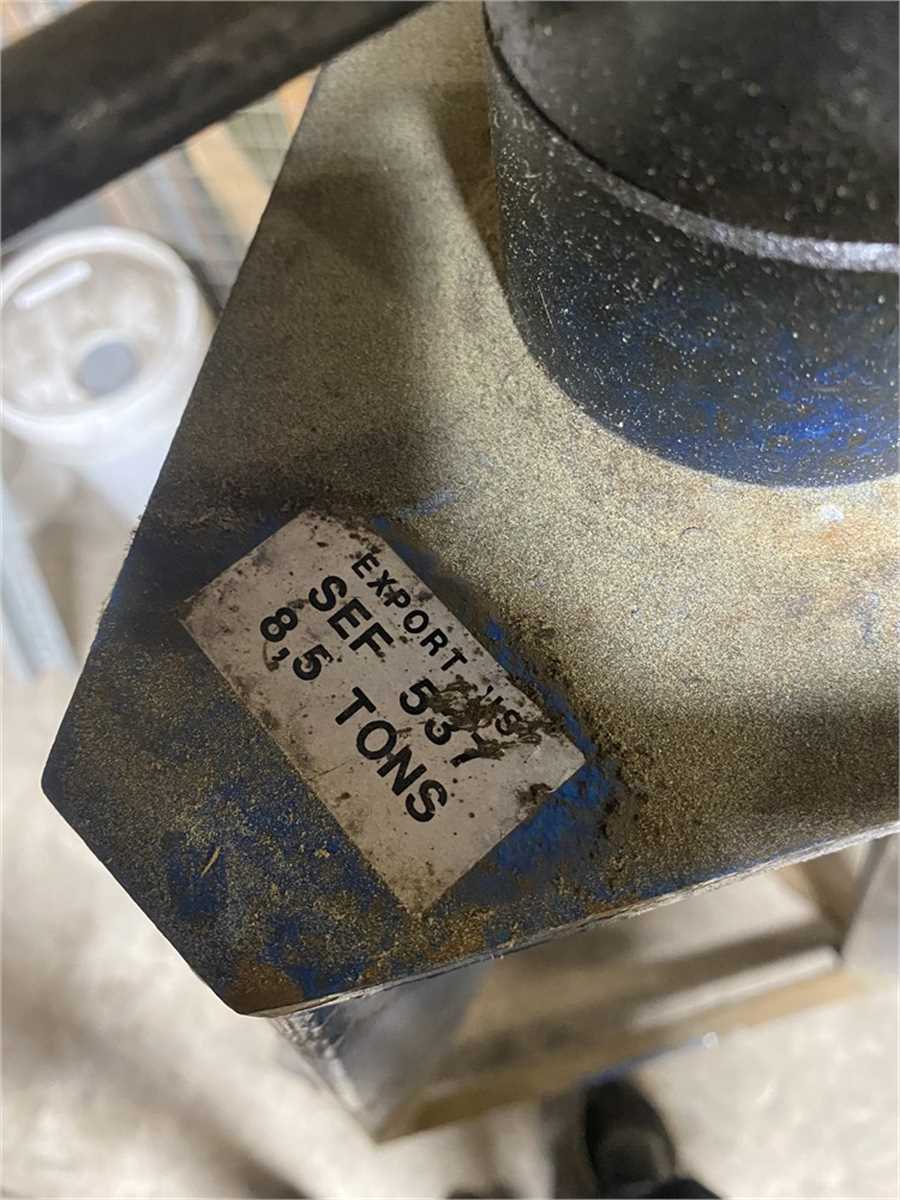 EXPORT
SEF 537
8,5 TONS